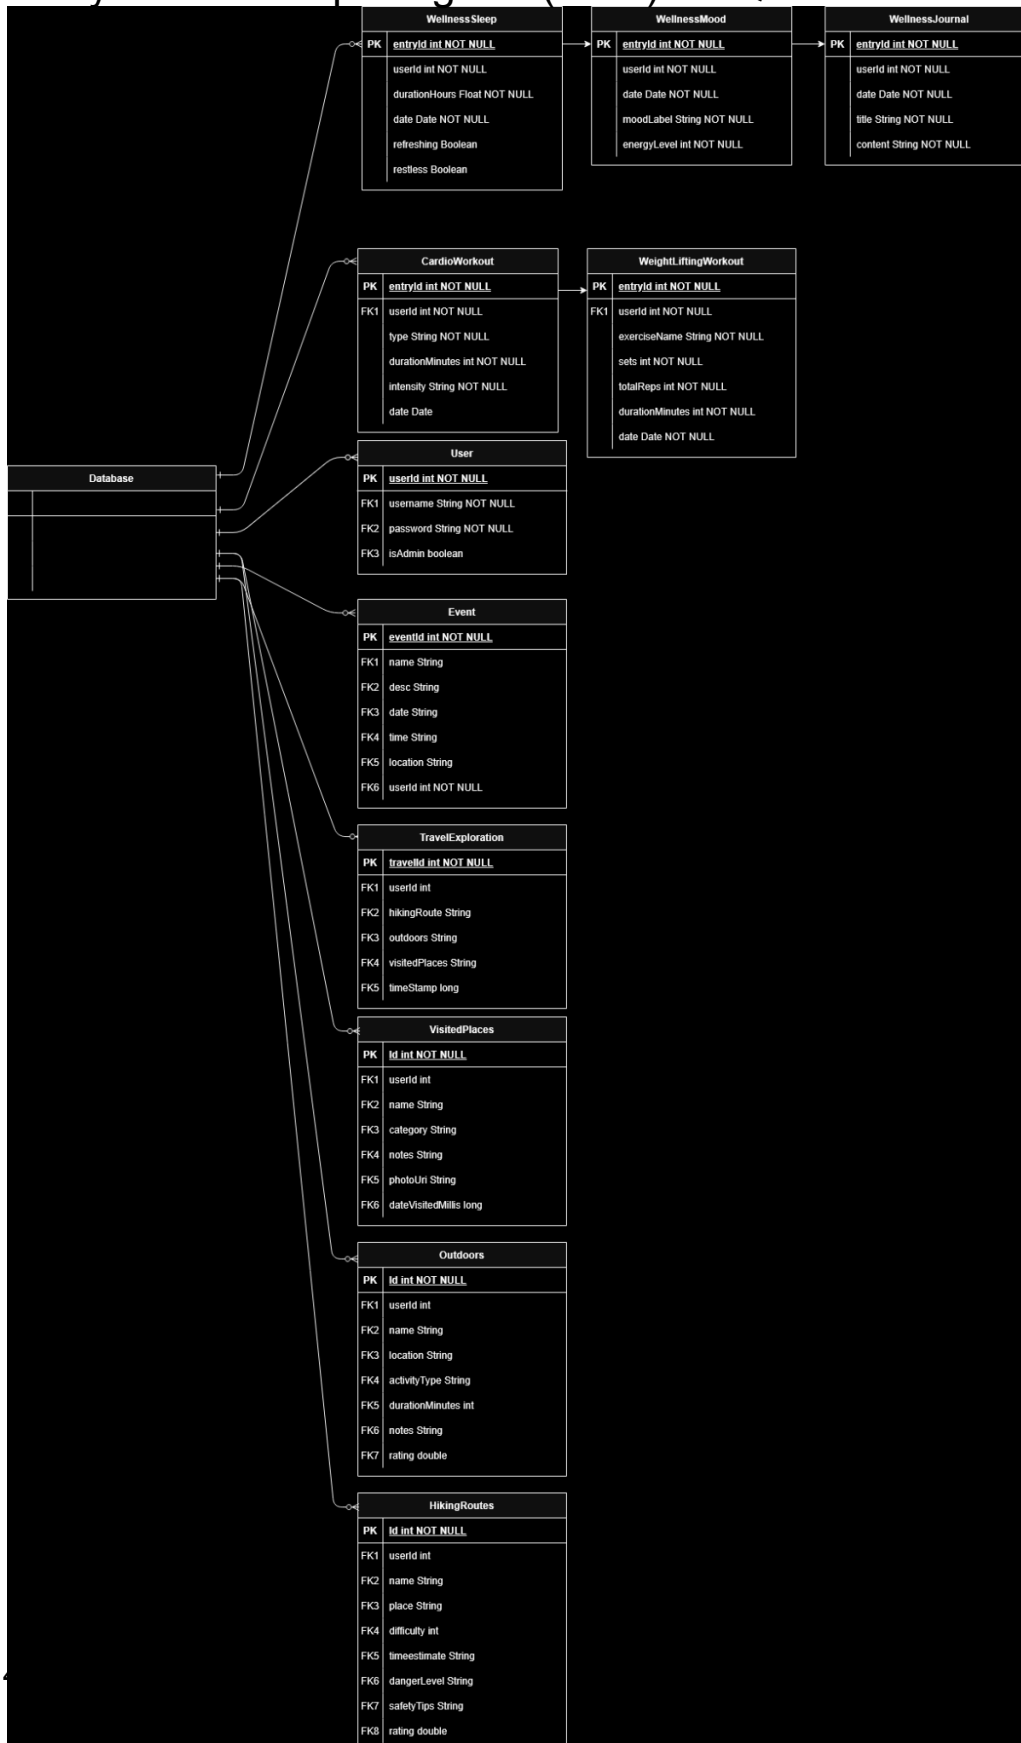 WellnessSleep
PK entryId int NOT NULL
userId int NOT NULL
durationHours Float NOT NULL
date Date NOT NULL
refreshing Boolean
restless Boolean
WellnessMood
PK entryId int NOT NULL
userId int NOT NULL
date Date NOT NULL
moodLabel String NOT NULL
energyLevel int NOT NULL
WellnessJournal
PK entryId int NOT NULL
userId int NOT NULL
date Date NOT NULL
title String NOT NULL
content String NOT NULL
CardioWorkout
PK entryId int NOT NULL
FK1 userId int NOT NULL
type String NOT NULL
durationMinutes int NOT NULL
intensity String NOT NULL
date Date
WeightLiftingWorkout
PK entryId int NOT NULL
FK1 userId int NOT NULL
exerciseName String NOT NULL
sets int NOT NULL
totalReps int NOT NULL
durationMinutes int NOT NULL
date Date NOT NULL
Database
User
PK userId int NOT NULL
FK1 username String NOT NULL
FK2 password String NOT NULL
FK3 isAdmin boolean
Event
PK eventId int NOT NULL
FK1 name String
FK2 desc String
FK3 date String
FK4 time String
FK5 location String
FK6 userId int NOT NULL
TravelExploration
PK travelId int NOT NULL
FK1 userId int
FK2 hikingRoute String
FK3 outdoors String
FK4 visitedPlaces String
FK5 timeStamp long
VisitedPlaces
PK Id int NOT NULL
FK1 userId int
FK2 name String
FK3 category String
FK4 notes String
FK5 photoUri String
FK6 dateVisitedMillis long
Outdoors
PK Id int NOT NULL
FK1 userId int
FK2 name String
FK3 location String
FK4 activityType String
FK5 durationMinutes int
FK6 notes String
FK7 rating double
HikingRoutes
PK Id int NOT NULL
FK1 userId int
FK2 name String
FK3 place String
FK4 difficulty int
FK5 timeestimate String
FK6 dangerLevel String
FK7 safetyTips String
FK8 rating double